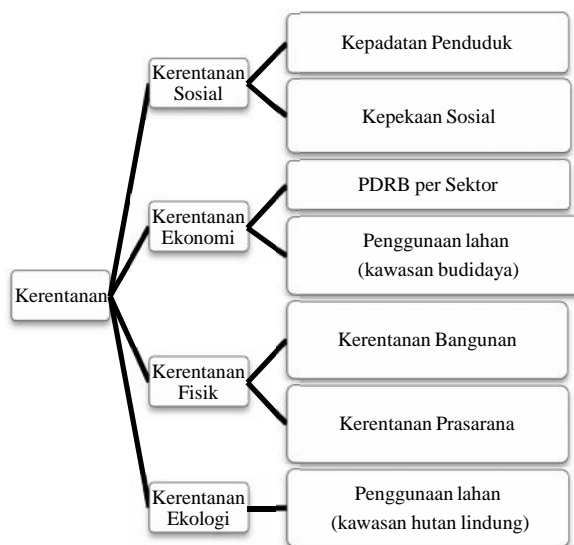 Kerentanan
Kerentanan
Sosial
Kepadatan Penduduk
Kepekaan Sosial
Kerentanan
Ekonomi
PDRB per Sektor
Penggunaan lahan
(kawasan budidaya)
Kerentanan
Fisik
Kerentanan Bangunan
Kerentanan Prasarana
Kerentanan
Ekologi
Penggunaan lahan
(kawasan hutan lindung)